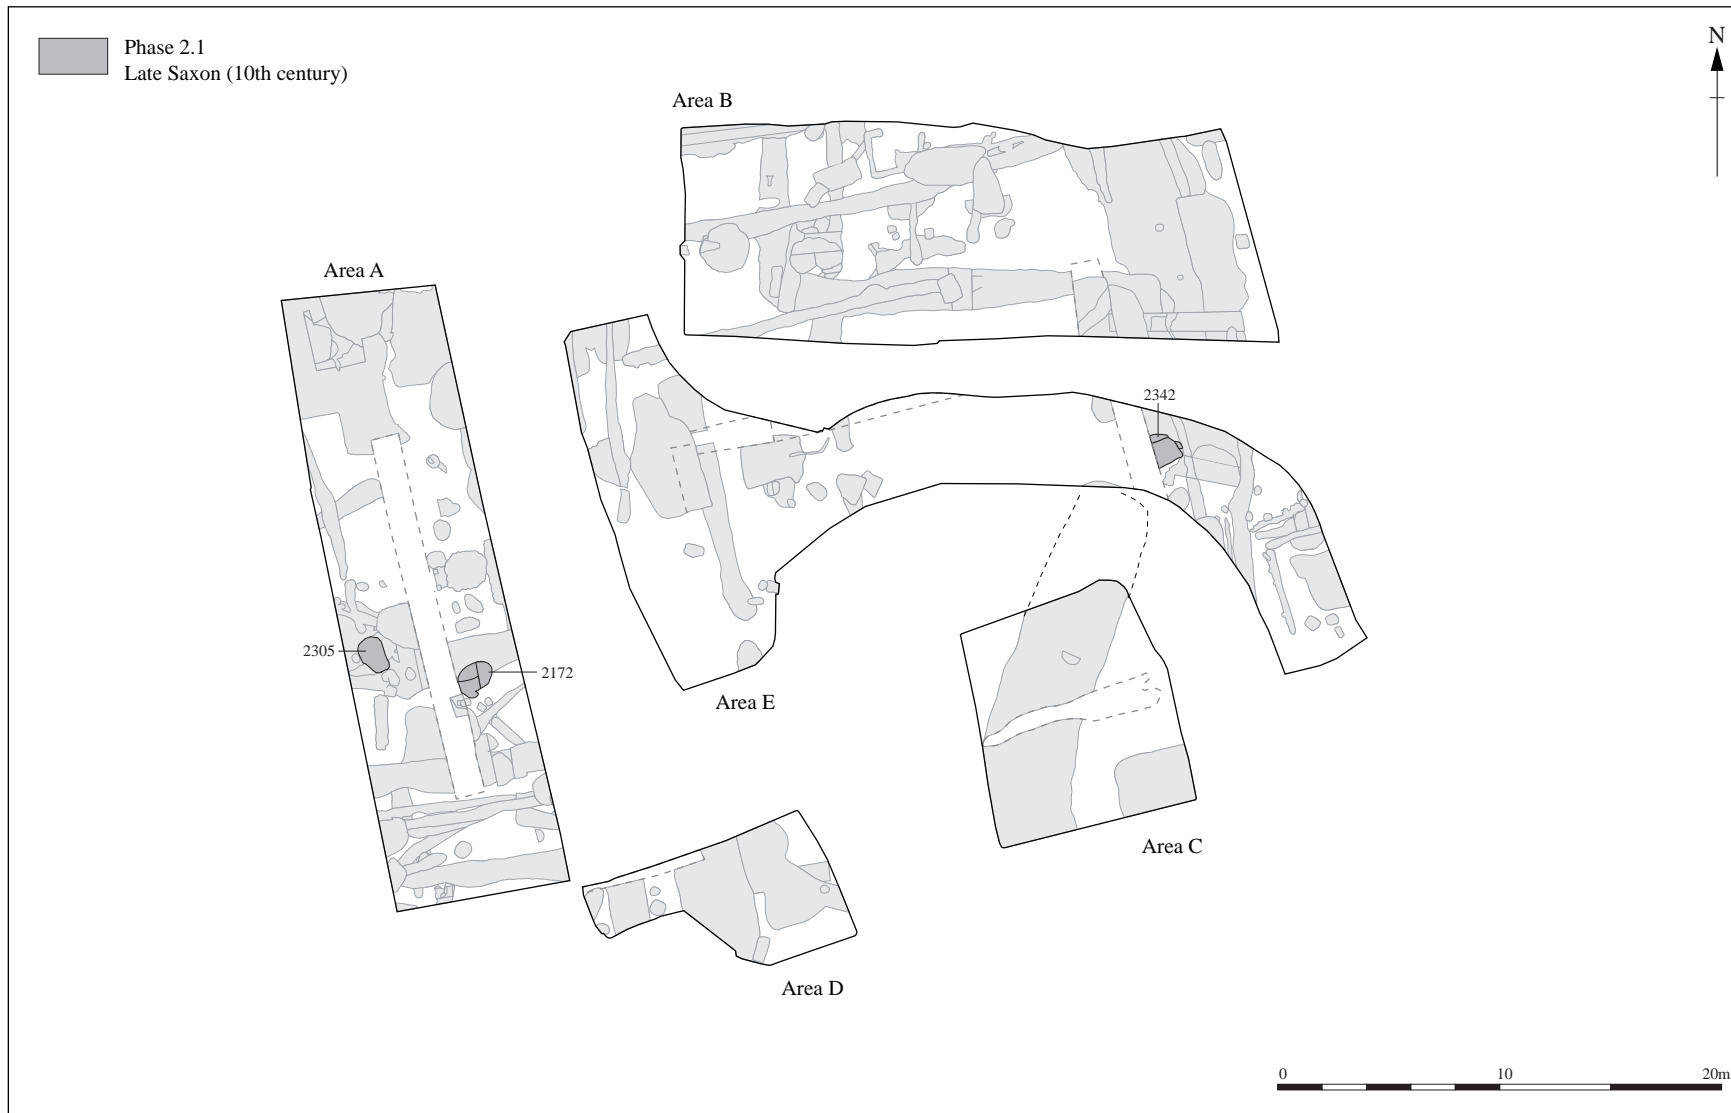 Phase 2.1
Late Saxon (10th century)
N
Area B
Area A
2342
2305
2172
Area E
Area C
Area D
0 10 20m